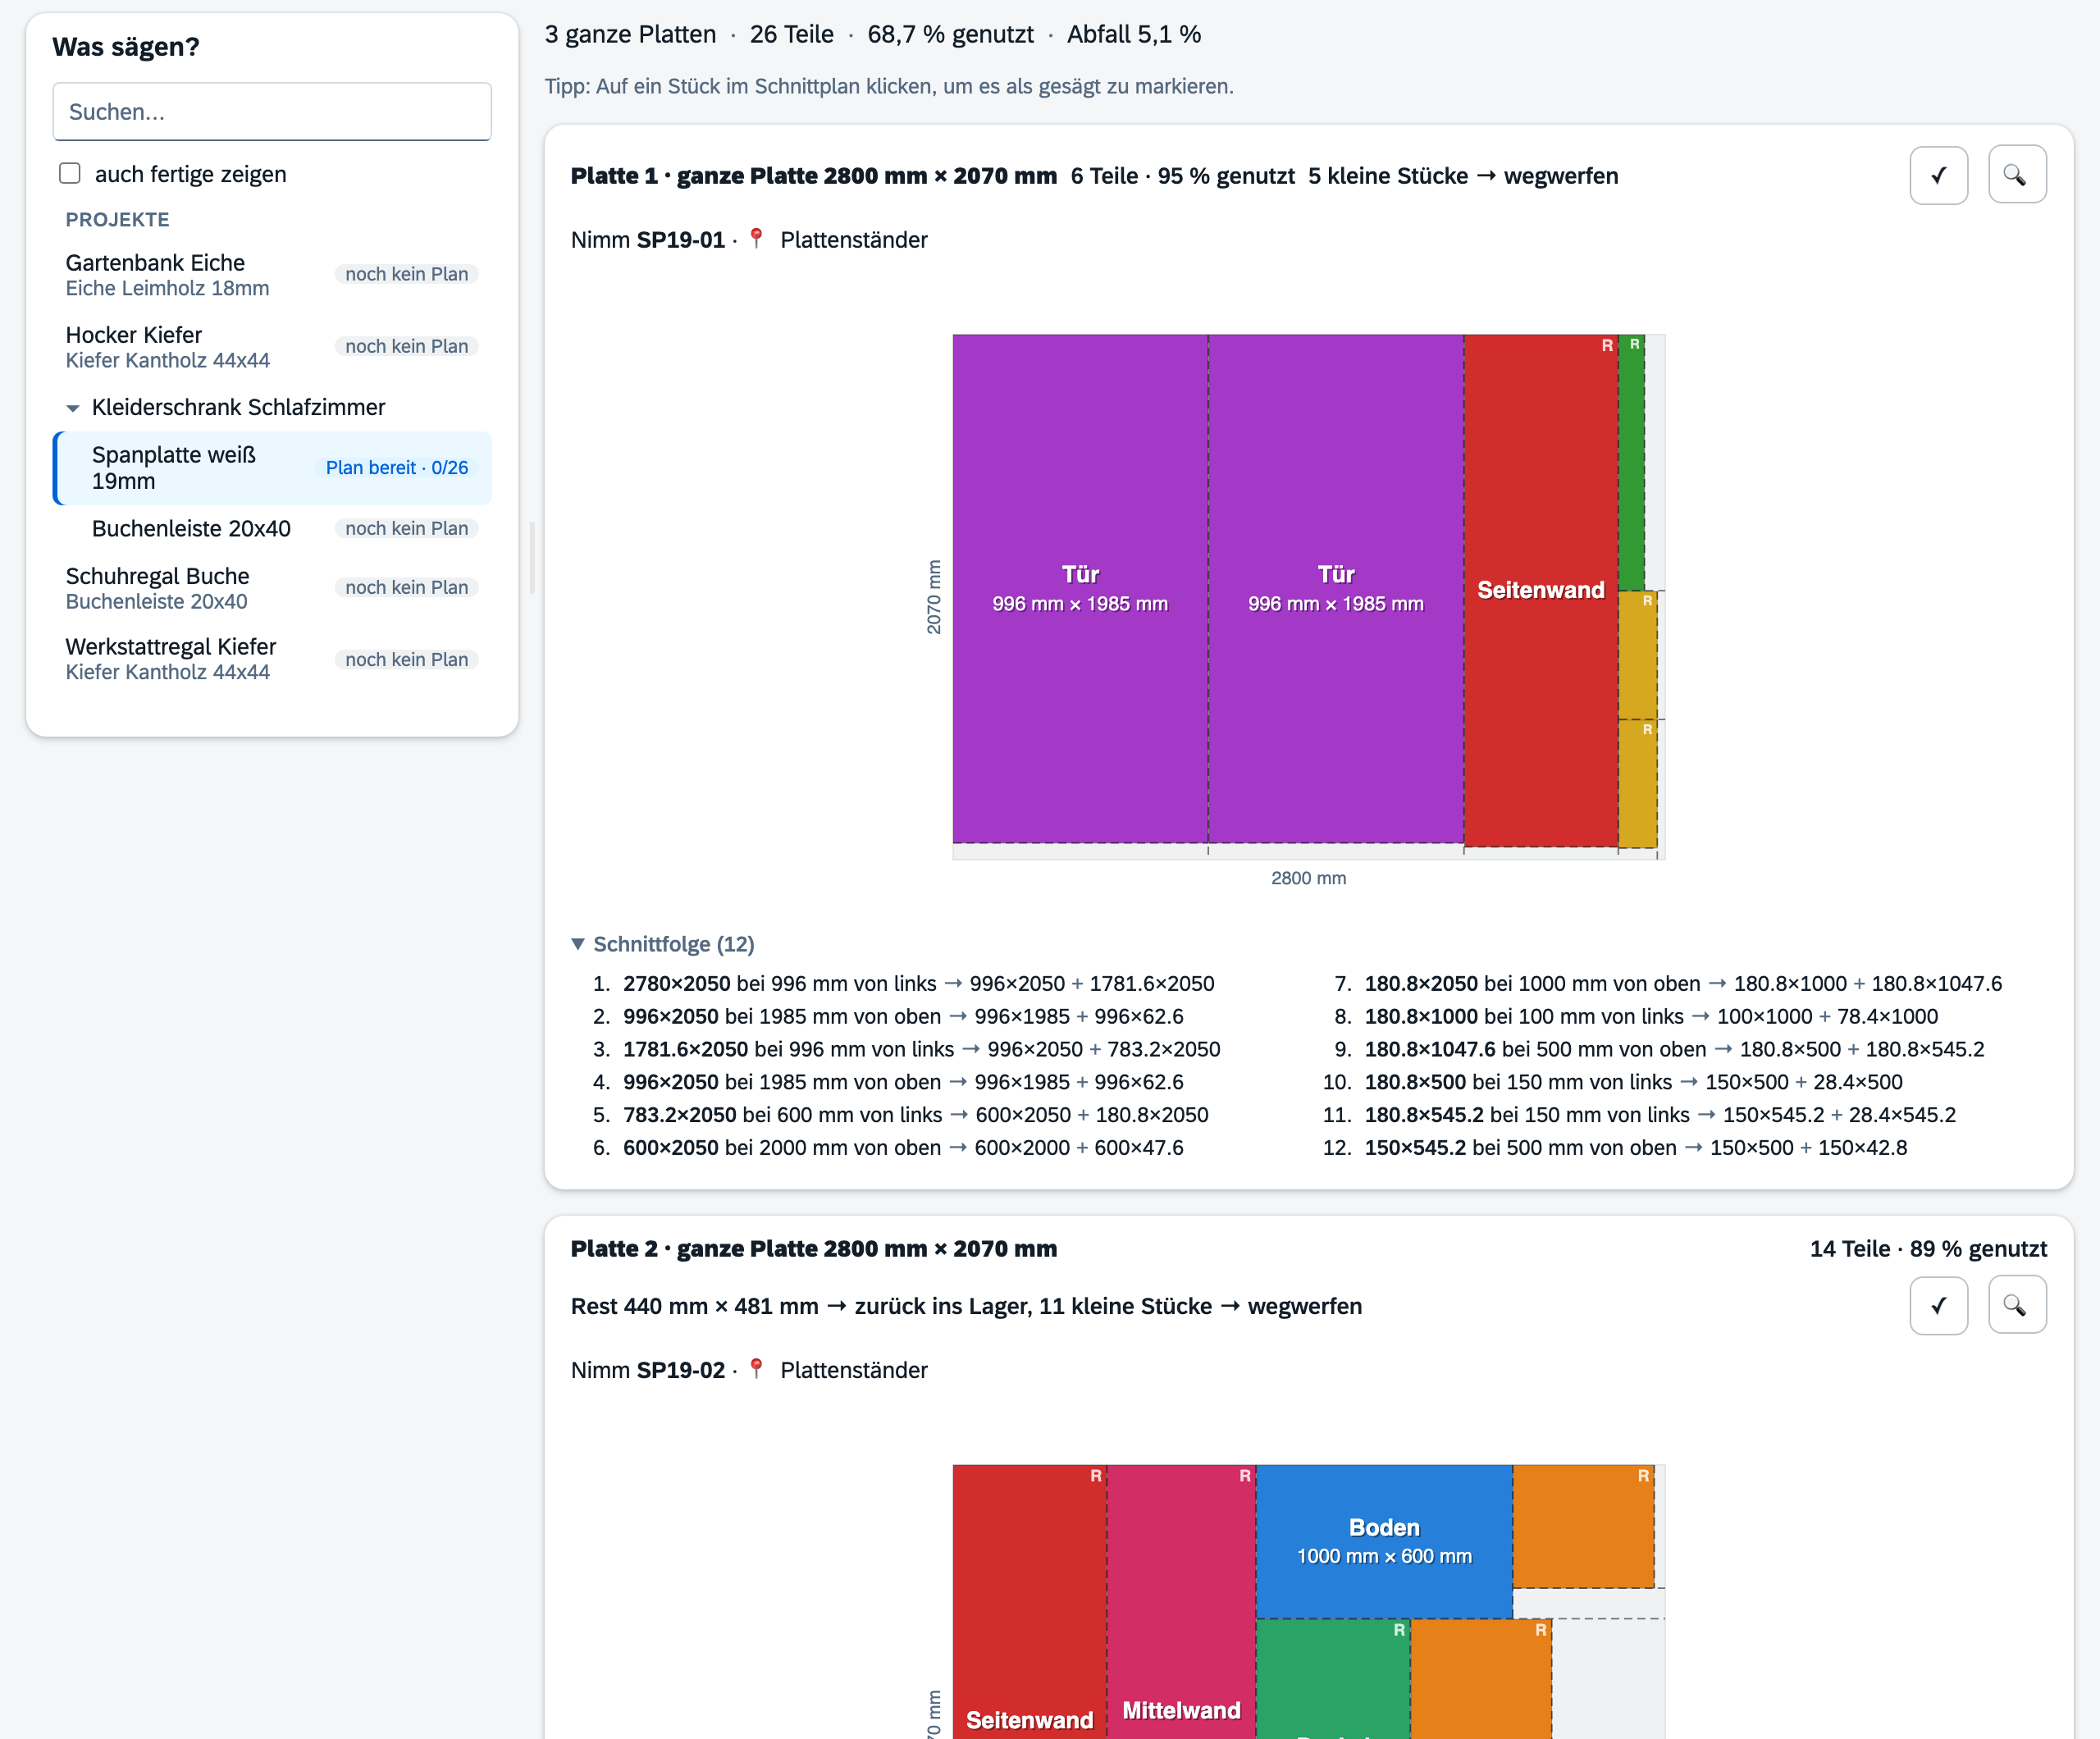 Was sägen?
Suchen...
auch fertige zeigen
PROJEKTE
Gartenbank Eiche
Eiche Leimholz 18mm
noch kein Plan
Hocker Kiefer
Kiefer Kantholz 44x44
noch kein Plan
Kleiderschrank Schlafzimmer
Spanplatte weiß
19mm
Plan bereit · 0/26
Buchenleiste 20x40
noch kein Plan
Schuhregal Buche
Buchenleiste 20x40
noch kein Plan
Werkstattregal Kiefer
Kiefer Kantholz 44x44
noch kein Plan
3 ganze Platten · 26 Teile · 68,7 % genutzt · Abfall 5,1 %
Tipp: Auf ein Stück im Schnittplan klicken, um es als gesägt zu markieren.
Platte 1 · ganze Platte 2800 mm × 2070 mm 6 Teile · 95 % genutzt 5 kleine Stücke → wegwerfen
Nimm SP19-01 · Plattenständer
R
R
Tür
996 mm × 1985 mm
Tür
996 mm × 1985 mm
Seitenwand
R
R
2070 mm
2800 mm
Schnittfolge (12)
1. 2780×2050 bei 996 mm von links → 996×2050 + 1781.6×2050
2. 996×2050 bei 1985 mm von oben → 996×1985 + 996×62.6
3. 1781.6×2050 bei 996 mm von links → 996×2050 + 783.2×2050
4. 996×2050 bei 1985 mm von oben → 996×1985 + 996×62.6
5. 783.2×2050 bei 600 mm von links → 600×2050 + 180.8×2050
6. 600×2050 bei 2000 mm von oben → 600×2000 + 600×47.6
7. 180.8×2050 bei 1000 mm von oben → 180.8×1000 + 180.8×1047.6
8. 180.8×1000 bei 100 mm von links → 100×1000 + 78.4×1000
9. 180.8×1047.6 bei 500 mm von oben → 180.8×500 + 180.8×545.2
10. 180.8×500 bei 150 mm von links → 150×500 + 28.4×500
11. 180.8×545.2 bei 150 mm von links → 150×545.2 + 28.4×545.2
12. 150×545.2 bei 500 mm von oben → 150×500 + 150×42.8
Platte 2 · ganze Platte 2800 mm × 2070 mm
14 Teile · 89 % genutzt
Rest 440 mm × 481 mm → zurück ins Lager, 11 kleine Stücke → wegwerfen
Nimm SP19-02 · Plattenständer
R
R
R
Boden
1000 mm × 600 mm
R
R
Seitenwand
Mittelwand
70 mm